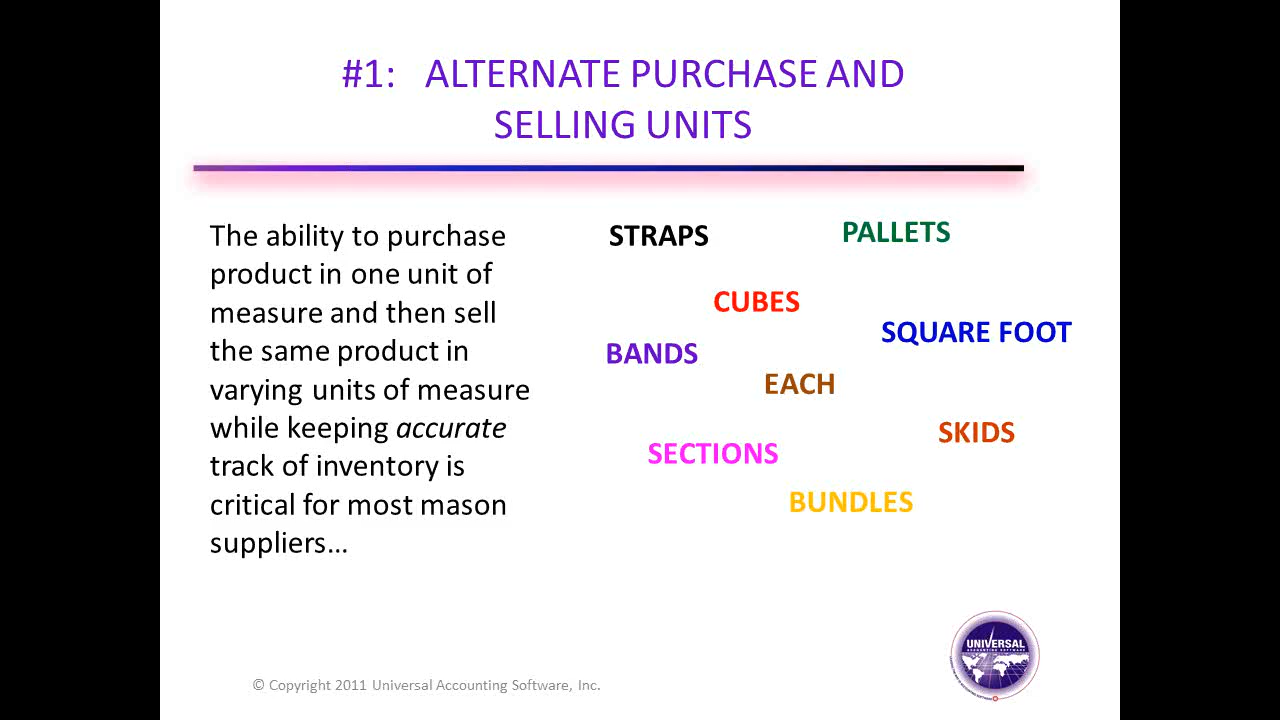 #1: ALTERNATE PURCHASE AND
SELLING UNITS
The ability to purchase
product in one unit of
measure and then sell
the same product in
varying units of measure
while keeping accurate
track of inventory is
critical for most mason
suppliers…
STRAPS
PALLETS
CUBES
SQUARE FOOT
BANDS
EACH
SKIDS
SECTIONS
BUNDLES
UNIVERSAL
ACCOUNTING SOFTWARE
© Copyright 2011 Universal Accounting Software, Inc.